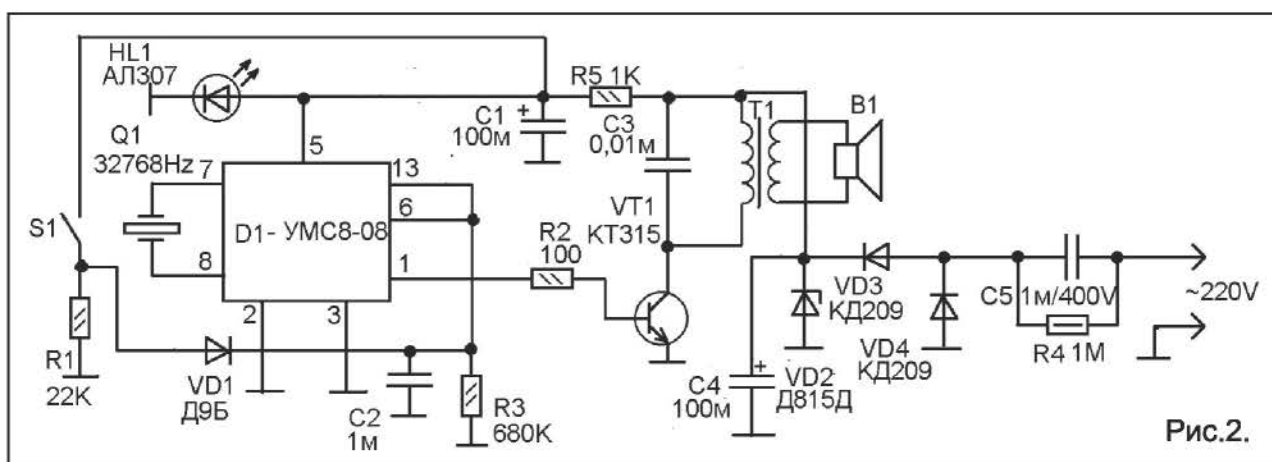 HL1
АЛ307
Q1
32768Hz
7
5
13
6
1
8
2
3
D1- УМС8-08
S1
R1
22K
VD1
Д9Б
C2
1м
R3
680K
C1
100м
+
R5 1K
C3
0,01м
T1
B1
VT1
КТ315
R2
100
VD3
КД209
C5 1м/400V
~220V
R4 1M
VD4
КД209
C4
100м
+
VD2
Д815Д
Рис.2.